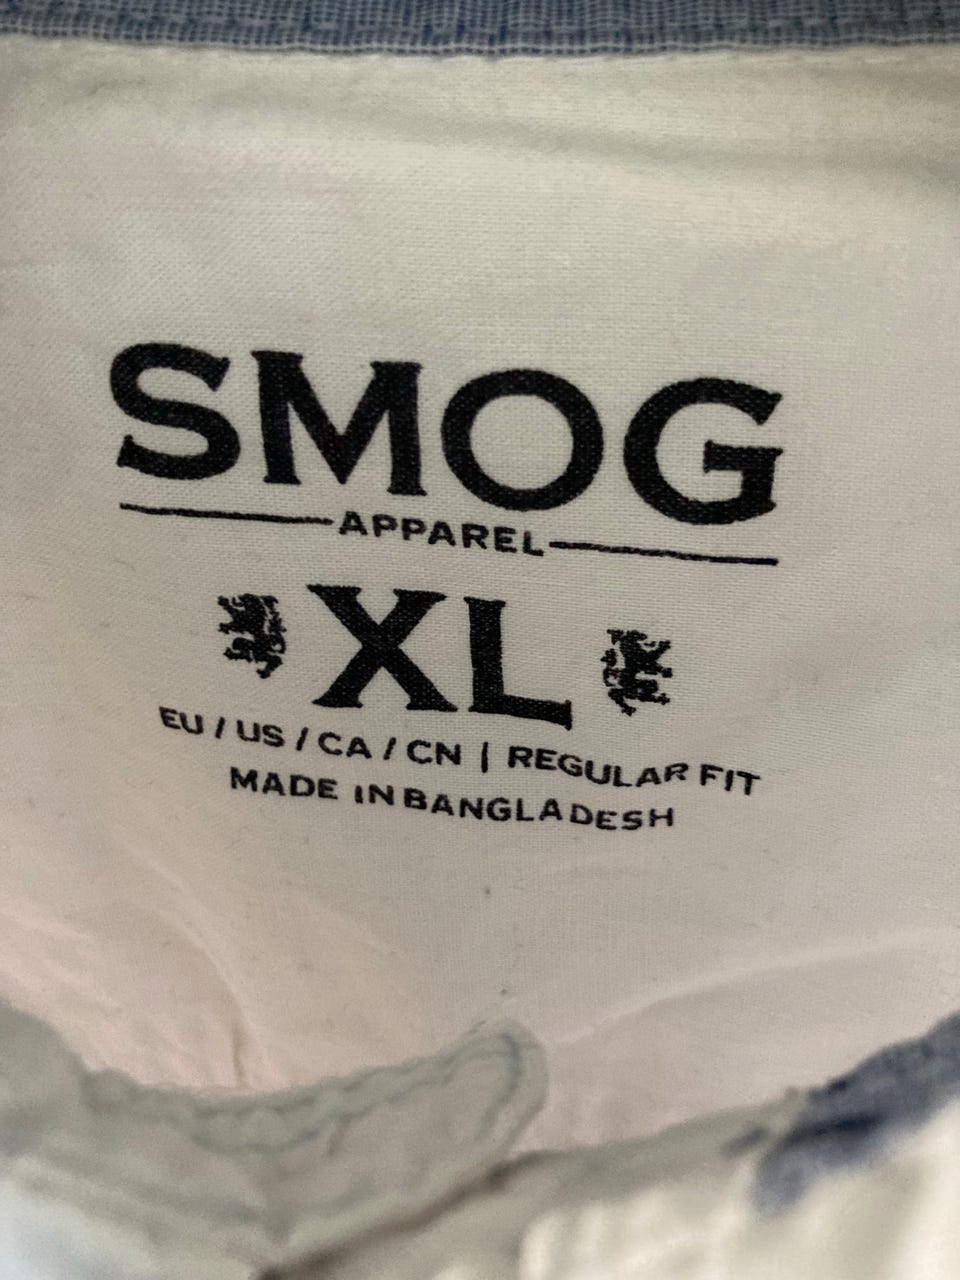 SMOG
APPAREL
XL
EU / US / CA / CN | REGULAR FIT
MADE IN BANGLADESH